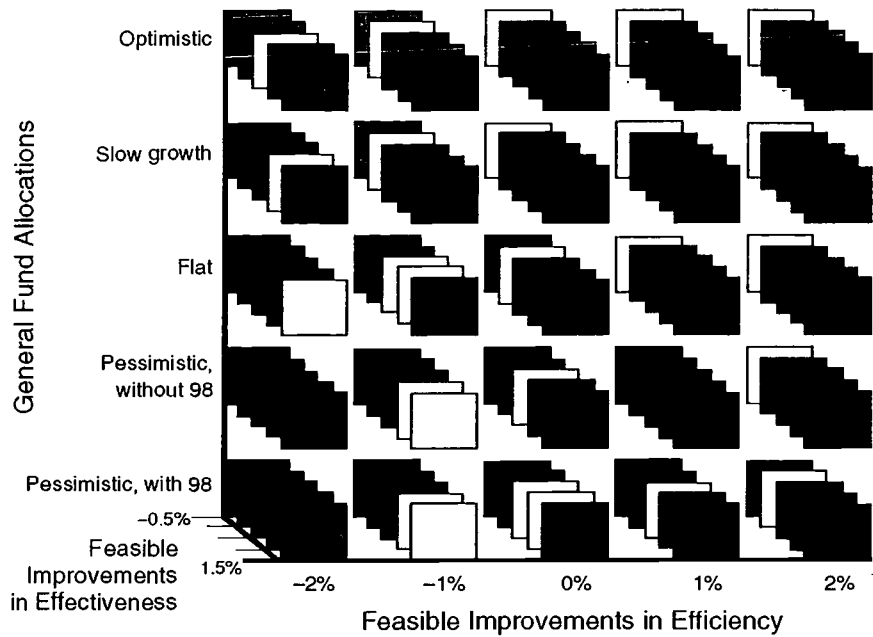 General Fund Allocations
Optimistic
Slow growth
Flat
Pessimistic,
without 98
Pessimistic, with 98
−0.5%
Feasible
Improvements
in Effectiveness
1.5%
−2%
−1%
0%
1%
2%
Feasible Improvements in Efficiency